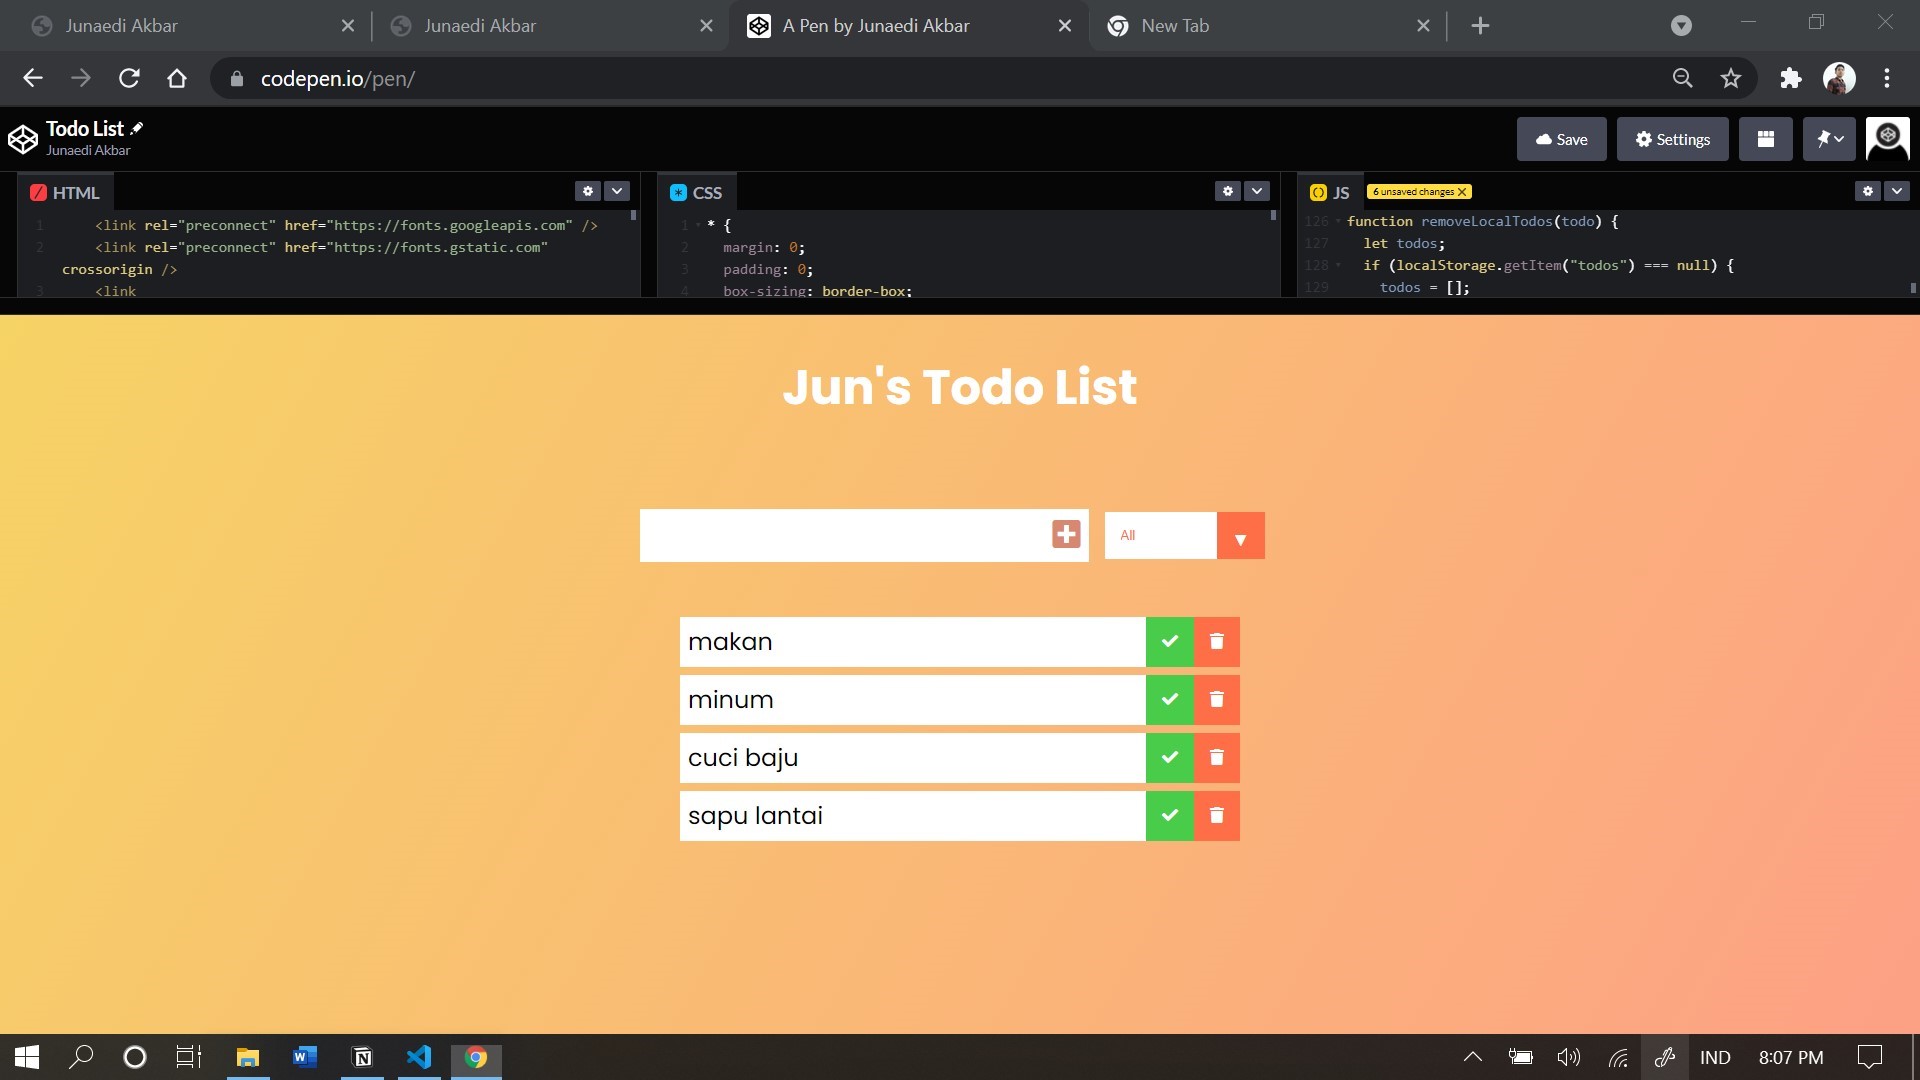 Junaedi Akbar
Junaedi Akbar
A Pen by Junaedi Akbar
New Tab
codepen.io/pen/
Todo List
Junaedi Akbar
Save
Settings
HTML
1 <link rel="preconnect" href="https://fonts.googleapis.com" />
2 <link rel="preconnect" href="https://fonts.gstatic.com"
crossorigin />
3 <link
CSS
1 * {
2 margin: 0;
3 padding: 0;
4 box-sizing: border-box;
JS
6 unsaved changes
126 function removeLocalTodos(todo) {
127 let todos;
128 if (localStorage.getItem("todos") === null) {
129 todos = [];
Jun's Todo List
All
makan
minum
cuci baju
sapu lantai
IND
8:07 PM